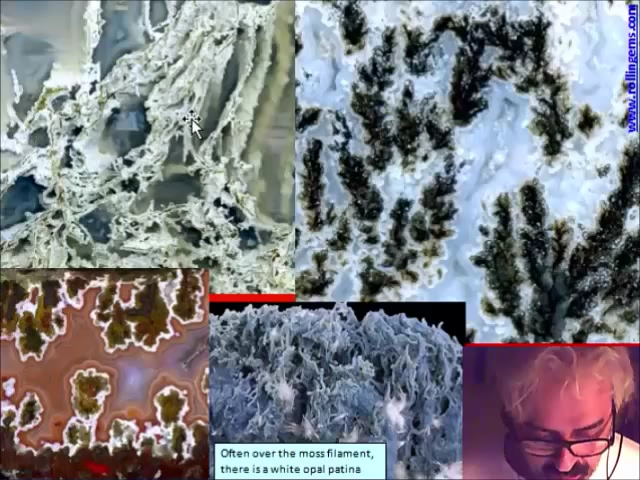 www.rollingems.com
Often over the moss filament,
there is a white opal patina